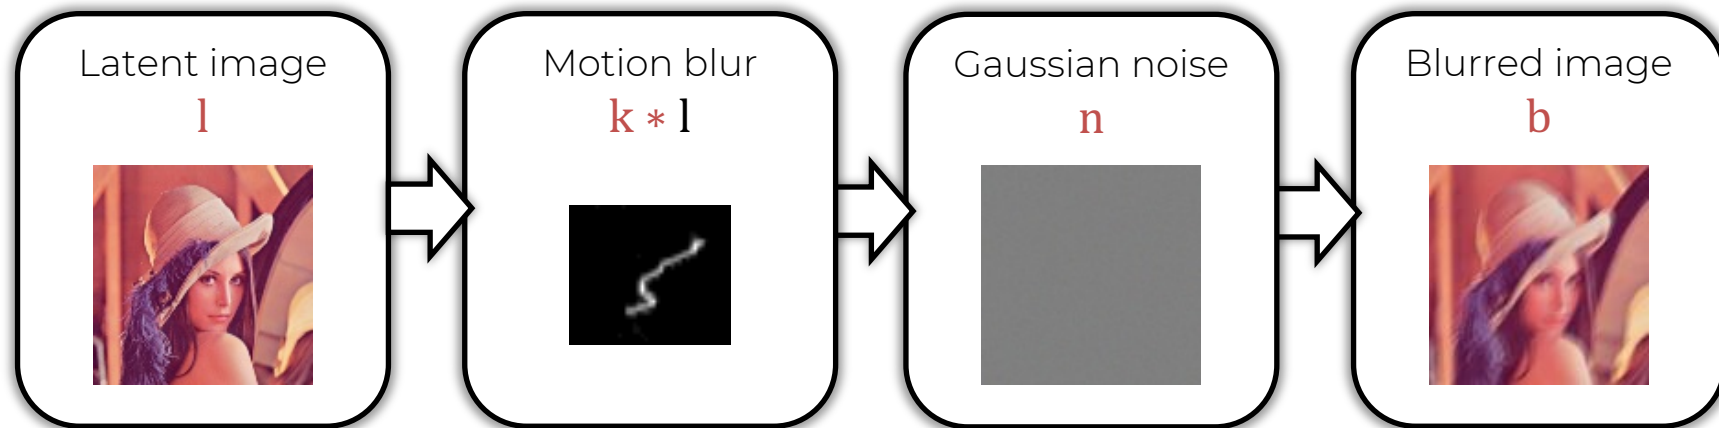 Latent image
l
Motion blur
k * l
Gaussian noise
n
Blurred image
b